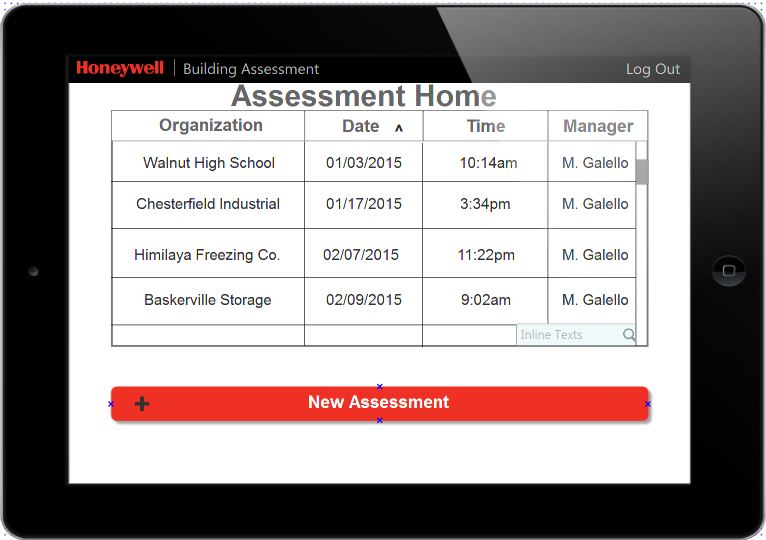 Honeywell Building Assessment Log Out
Assessment Home
Organization Date ʌ Time Manager
Walnut High School 01/03/2015 10:14am M. Galello
Chesterfield Industrial 01/17/2015 3:34pm M. Galello
Himilaya Freezing Co. 02/07/2015 11:22pm M. Galello
Baskerville Storage 02/09/2015 9:02am M. Galello
Inline Texts
+ New Assessment